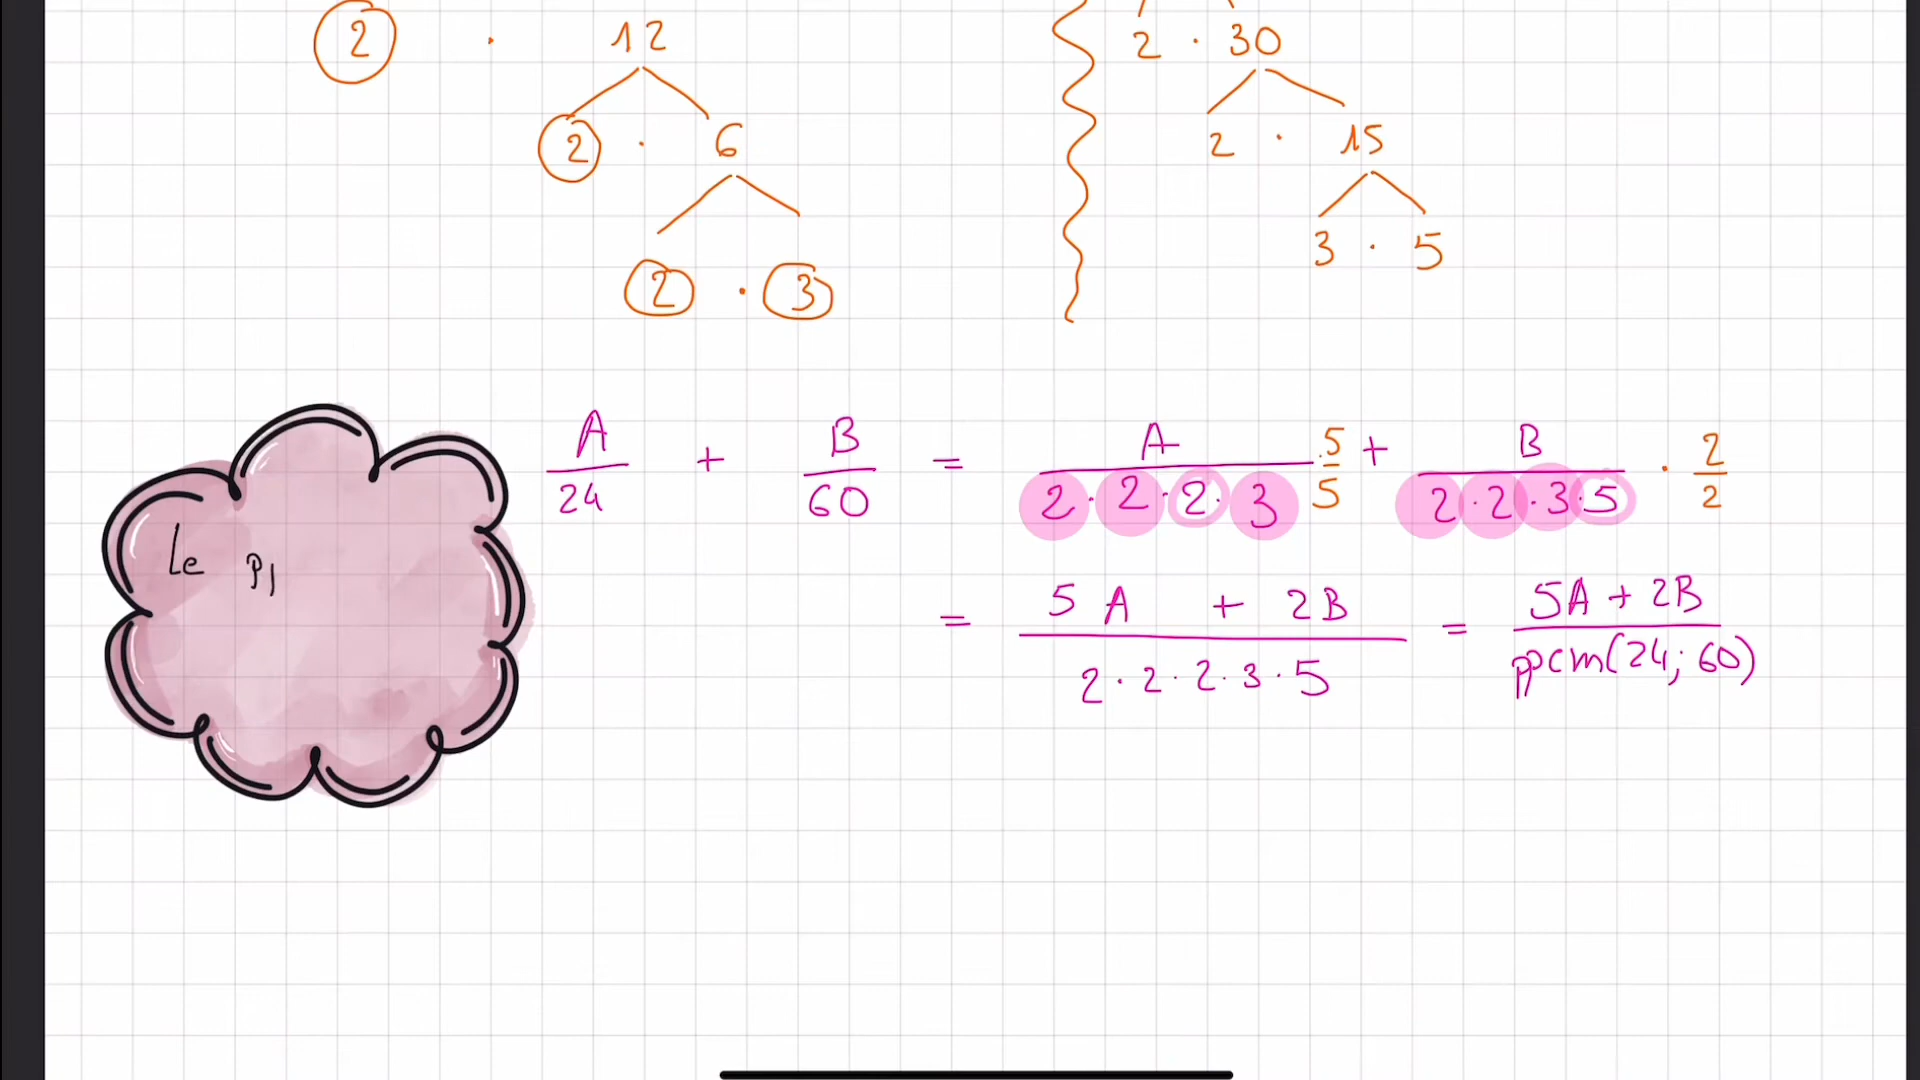 2 · 12
2 · 6
2 · 3
2 · 30
2 · 15
3 · 5
Le
A/24 + B/60 = A/(2 · 2 · 2 · 3) · 5/5 + B/(2 · 2 · 3 · 5) · 2/2
= (5A + 2B)/(2 · 2 · 2 · 3 · 5) = (5A + 2B)/ppcm(24; 60)